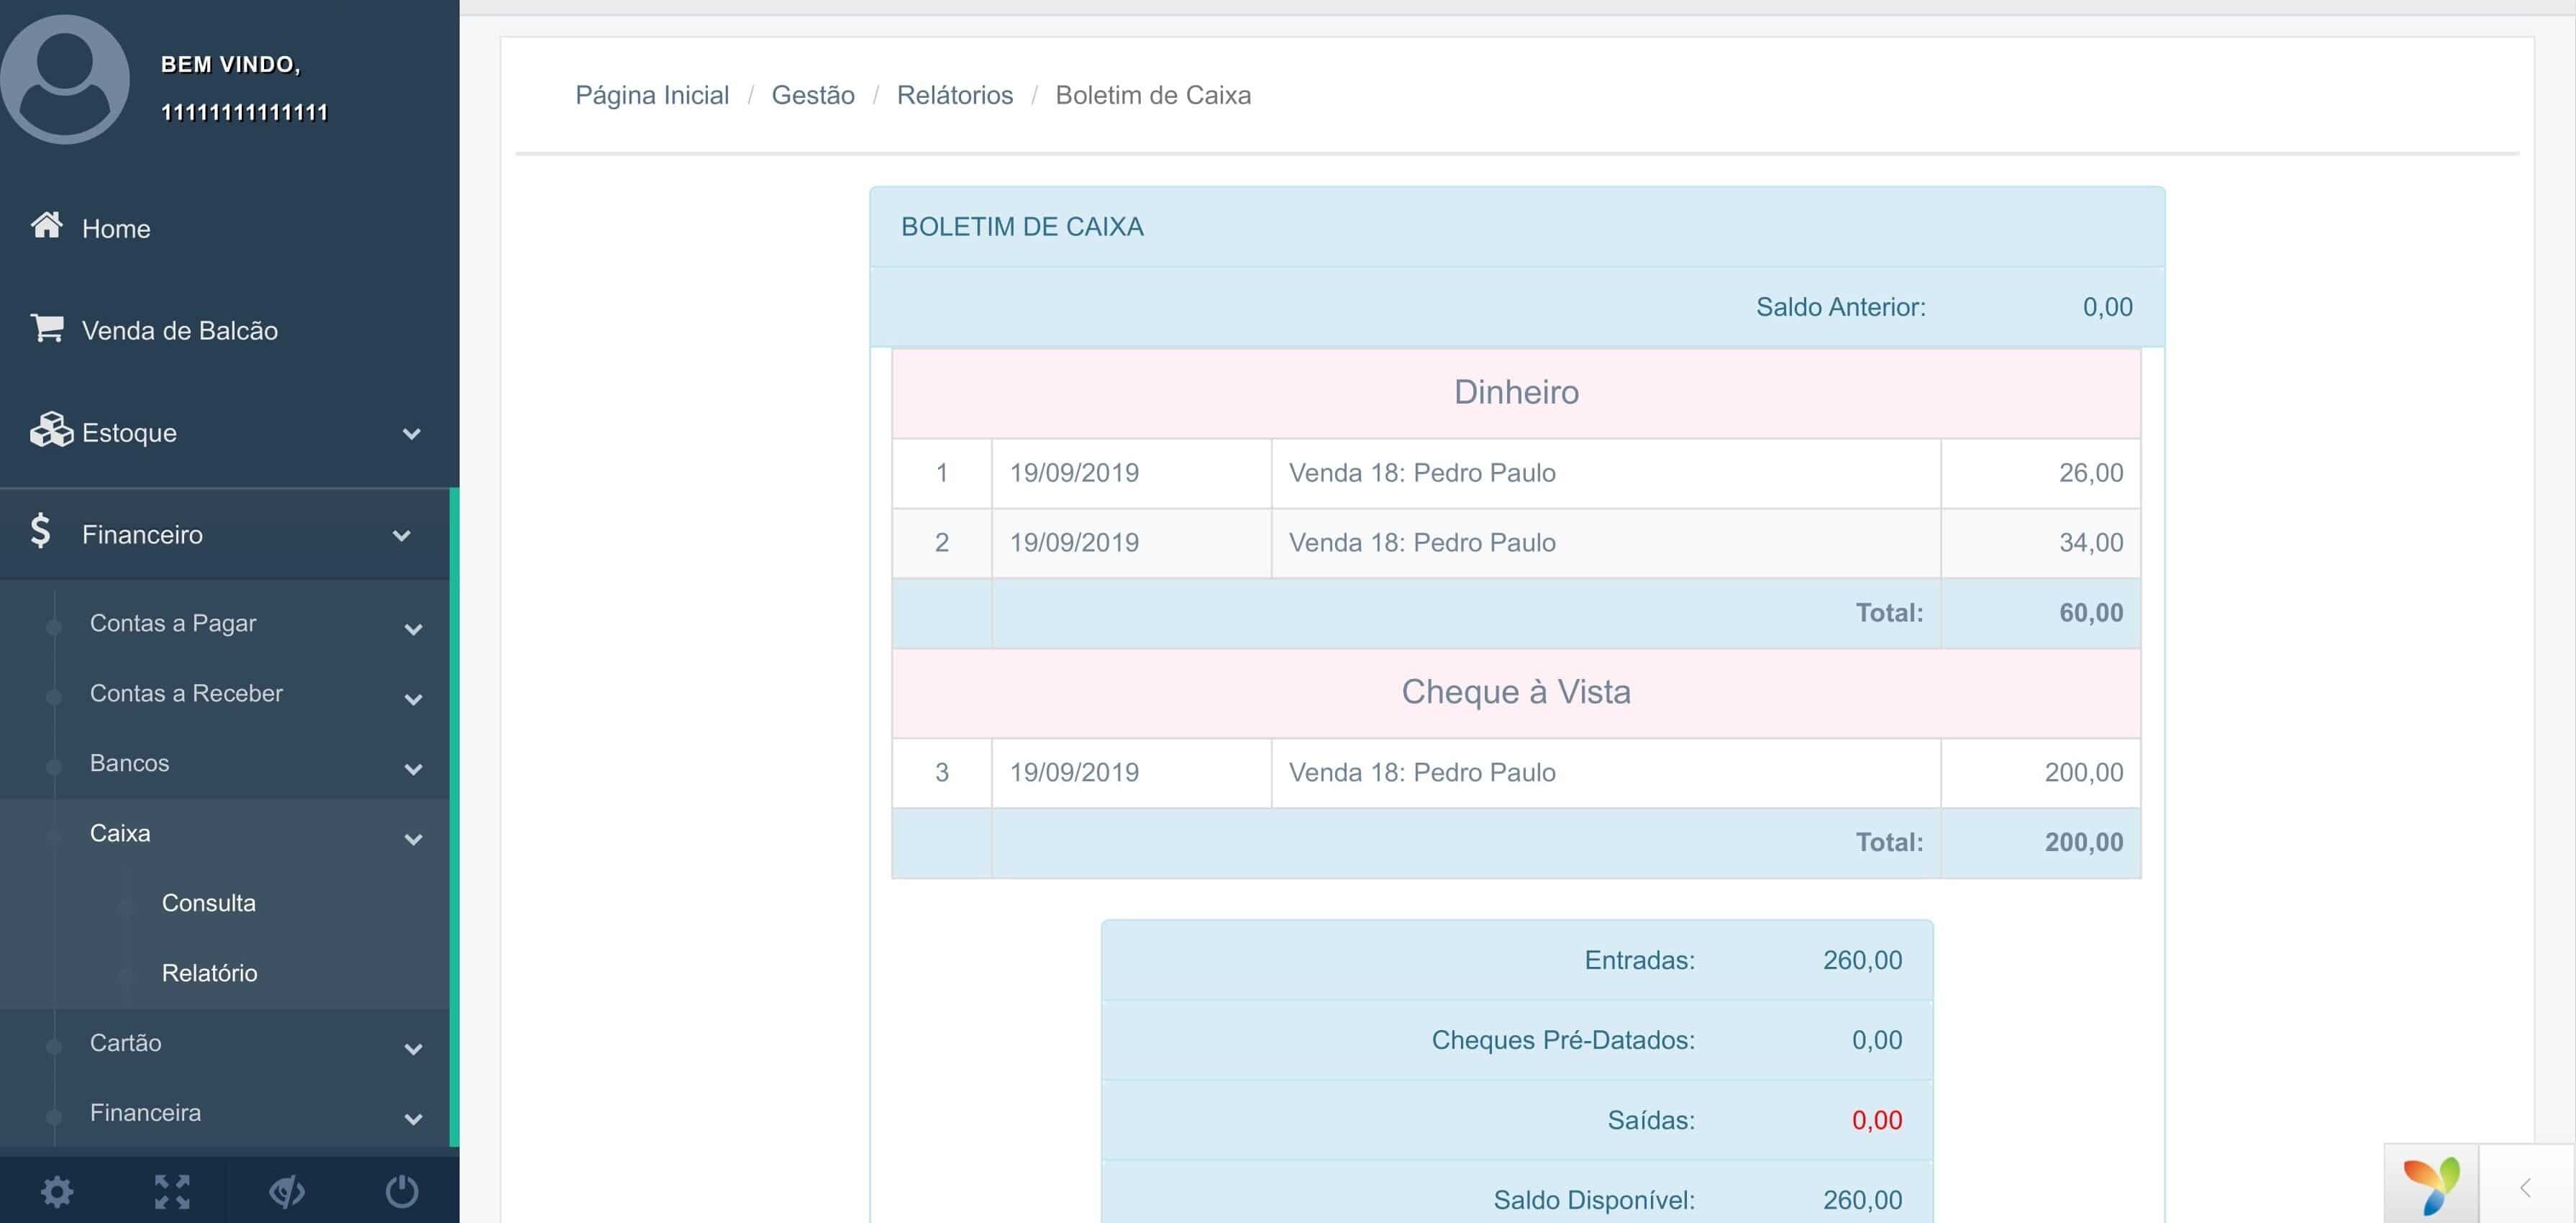 BEM VINDO,
11111111111111
Home
Venda de Balcão
Estoque
Financeiro
Contas a Pagar
Contas a Receber
Bancos
Caixa
Consulta
Relatório
Cartão
Financeira
Página Inicial / Gestão / Relátorios / Boletim de Caixa
BOLETIM DE CAIXA
Saldo Anterior: 0,00
Dinheiro
1 19/09/2019 Venda 18: Pedro Paulo 26,00
2 19/09/2019 Venda 18: Pedro Paulo 34,00
Total: 60,00
Cheque à Vista
3 19/09/2019 Venda 18: Pedro Paulo 200,00
Total: 200,00
Entradas: 260,00
Cheques Pré-Datados: 0,00
Saídas: 0,00
Saldo Disponível: 260,00